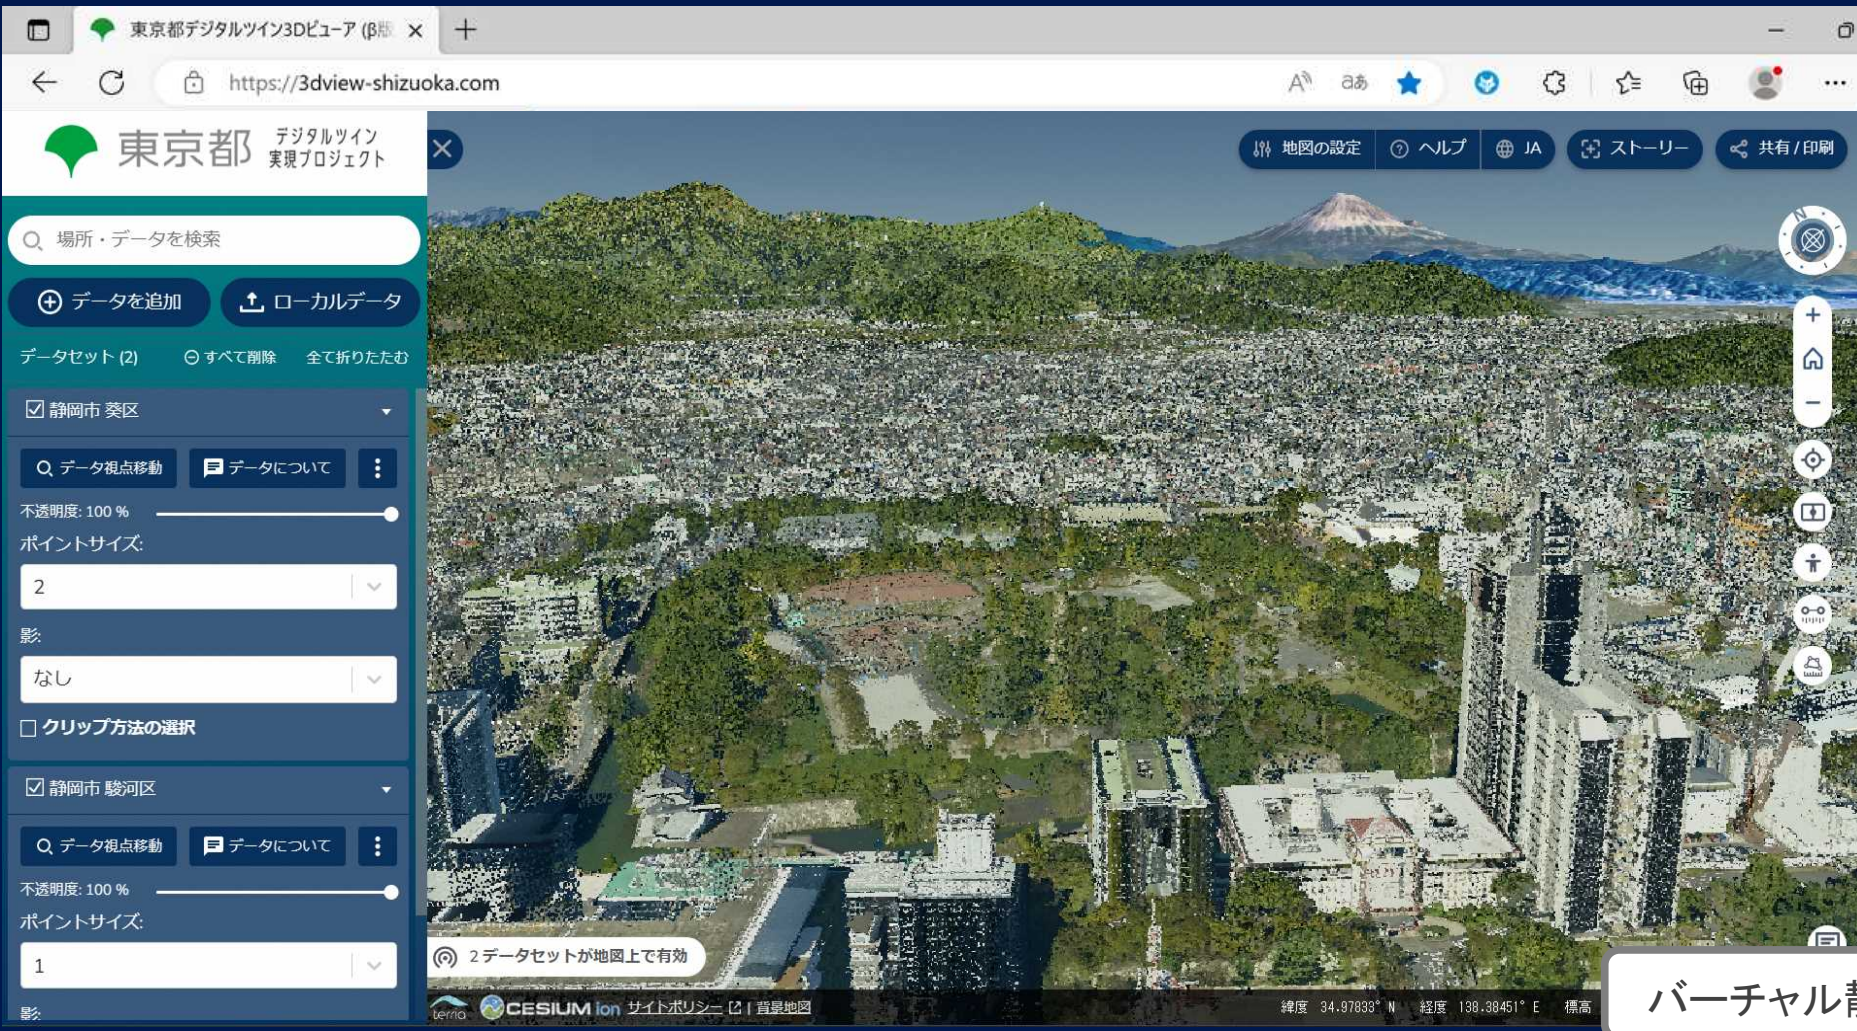 東京都デジタルツイン3Dビューア (β版
https://3dview-shizuoka.com
東京都 デジタルツイン
実現プロジェクト
地図の設定 ヘルプ JA ストーリー 共有/印刷
場所・データを検索
データを追加 ローカルデータ
データセット (2) すべて削除 全て折りたたむ
静岡市 葵区
データ視点移動 データについて
不透明度: 100 %
ポイントサイズ:
2
影:
なし
クリップ方法の選択
静岡市 駿河区
データ視点移動 データについて
不透明度: 100 %
ポイントサイズ:
1
影:
N
2 データセットが地図上で有効
terria CESIUM ion サイトポリシー | 背景地図
緯度 34.97833° N 経度 138.38451° E 標高
バーチャル静